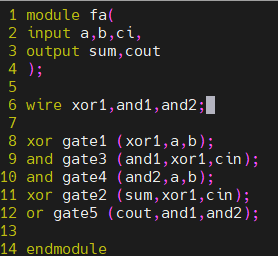 1 module fa(
2 input a,b,ci,
3 output sum,cout
4 );
5
6 wire xor1,and1,and2;
7
8 xor gate1 (xor1,a,b);
9 and gate3 (and1,xor1,cin);
10 and gate4 (and2,a,b);
11 xor gate2 (sum,xor1,cin);
12 or gate5 (cout,and1,and2);
13
14 endmodule